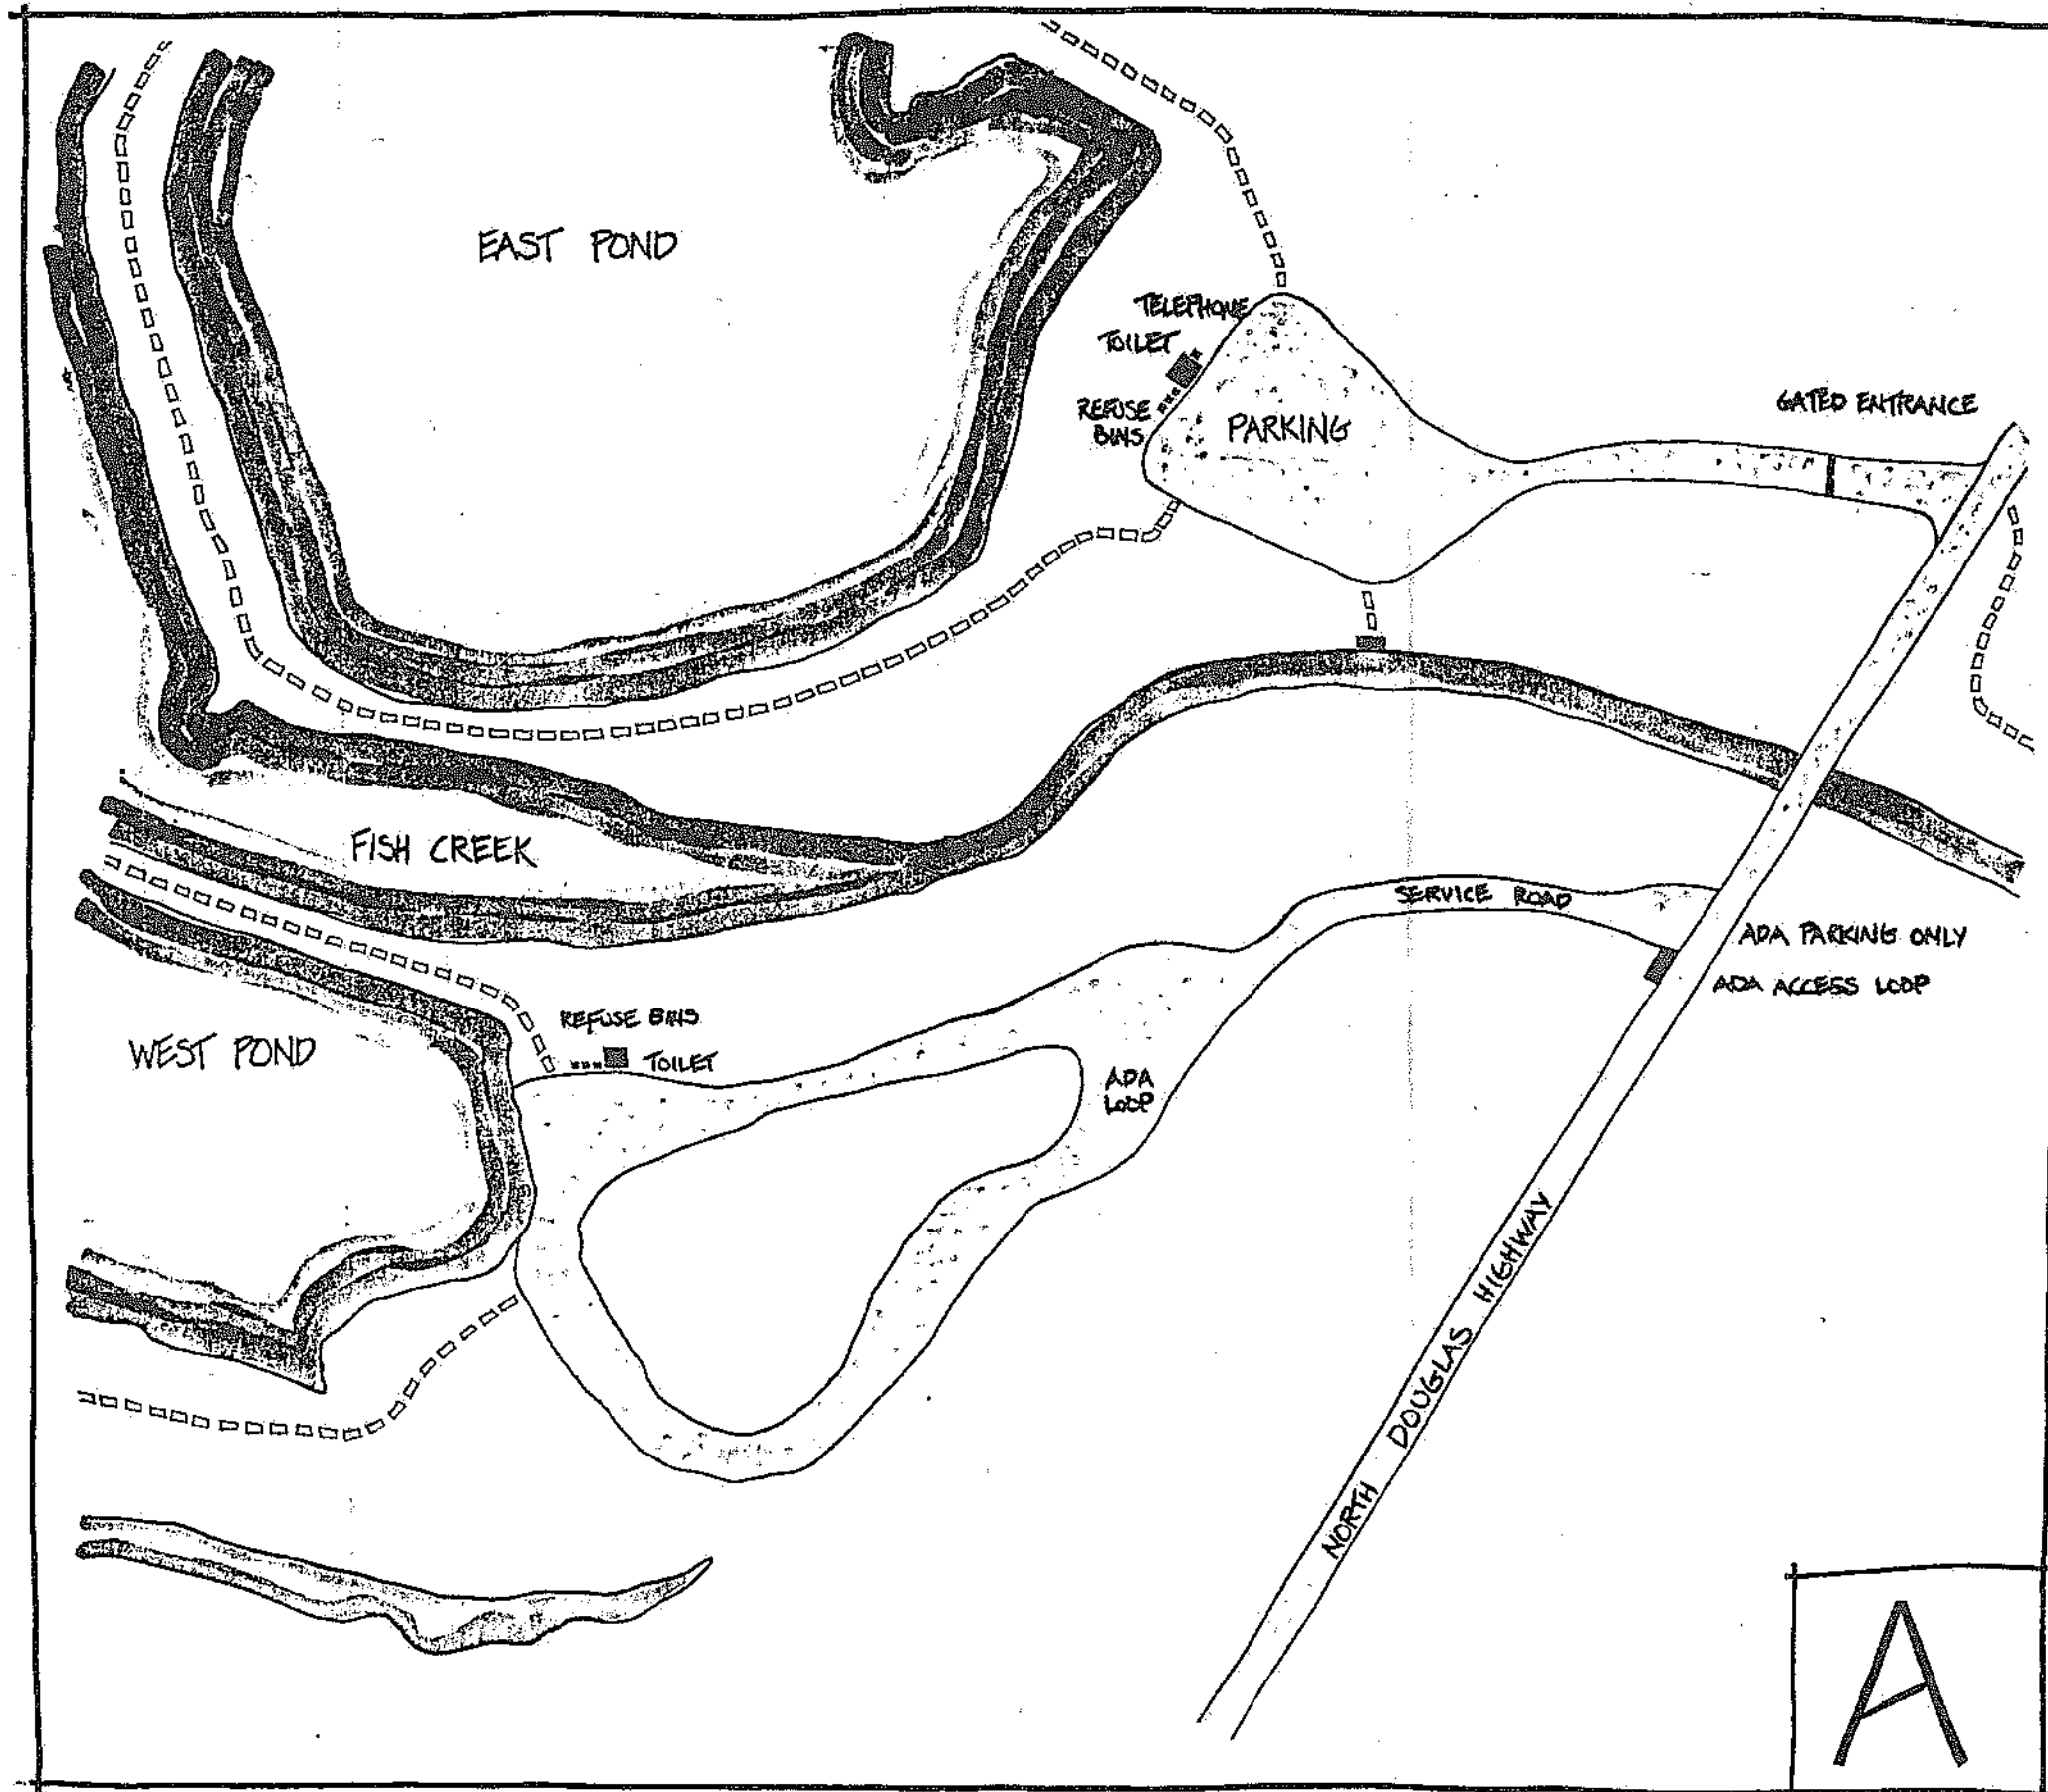 EAST POND
TELEPHONE
TOILET
REFUSE
BINS
PARKING
GATED ENTRANCE
FISH CREEK
SERVICE ROAD
ADA PARKING ONLY
ADA ACCESS LOOP
REFUSE BINS
TOILET
WEST POND
ADA
LOOP
NORTH DOUGLAS HIGHWAY
A